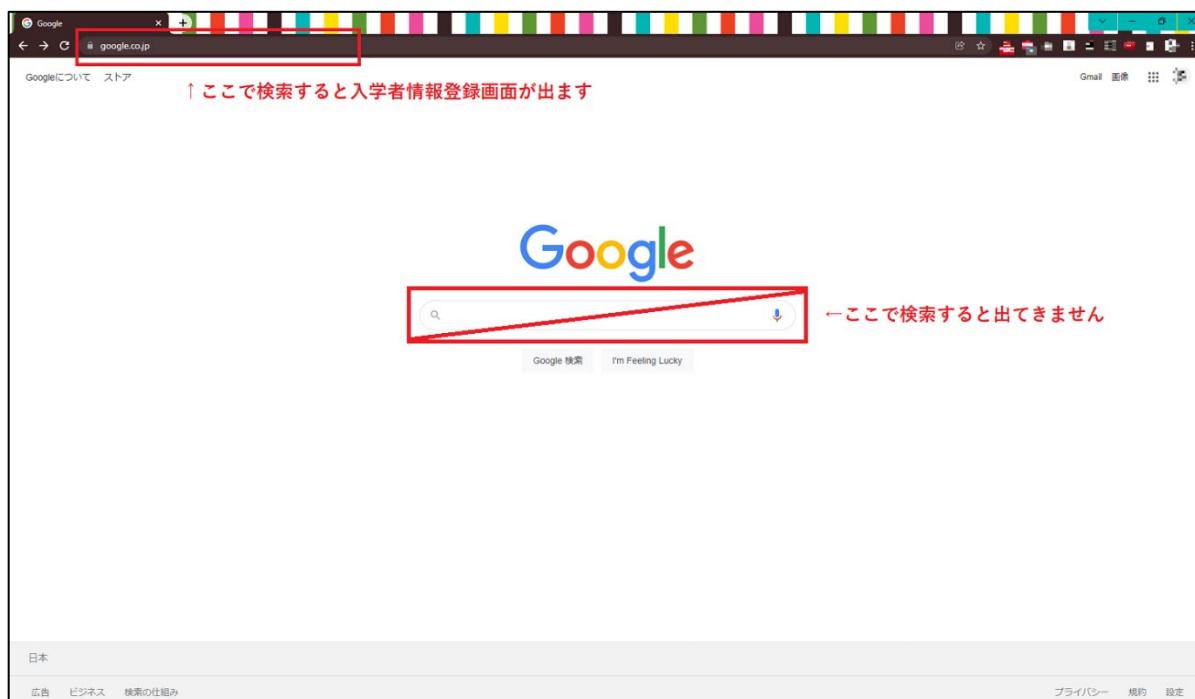 Google
google.co.jp
Googleについて ストア
Gmail 画像
↑ここで検索すると入学者情報登録画面が出ます
Google
←ここで検索すると出てきません
Google 検索 I'm Feeling Lucky
日本
広告 ビジネス 検索の仕組み
プライバシー 規約 設定